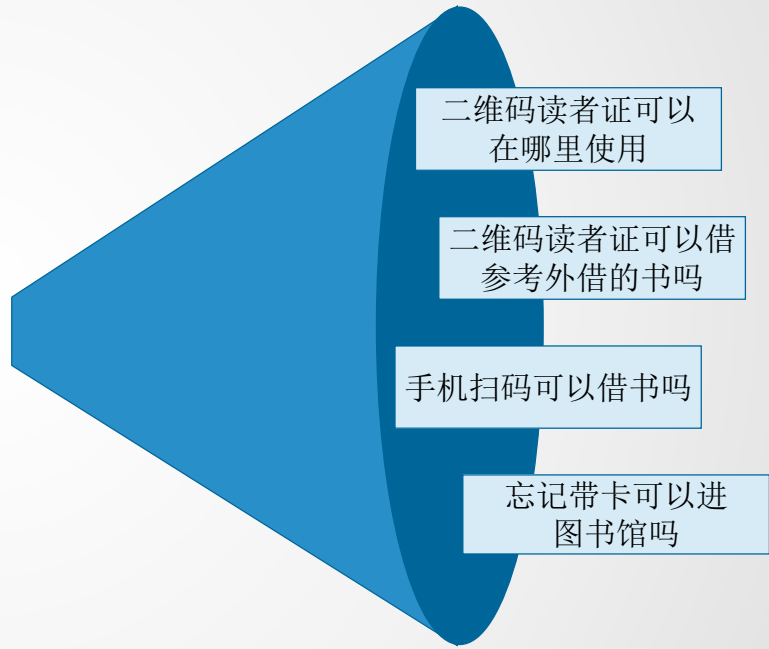 二维码读者证可以
在哪里使用
二维码读者证可以借
参考外借的书吗
手机扫码可以借书吗
忘记带卡可以进
图书馆吗